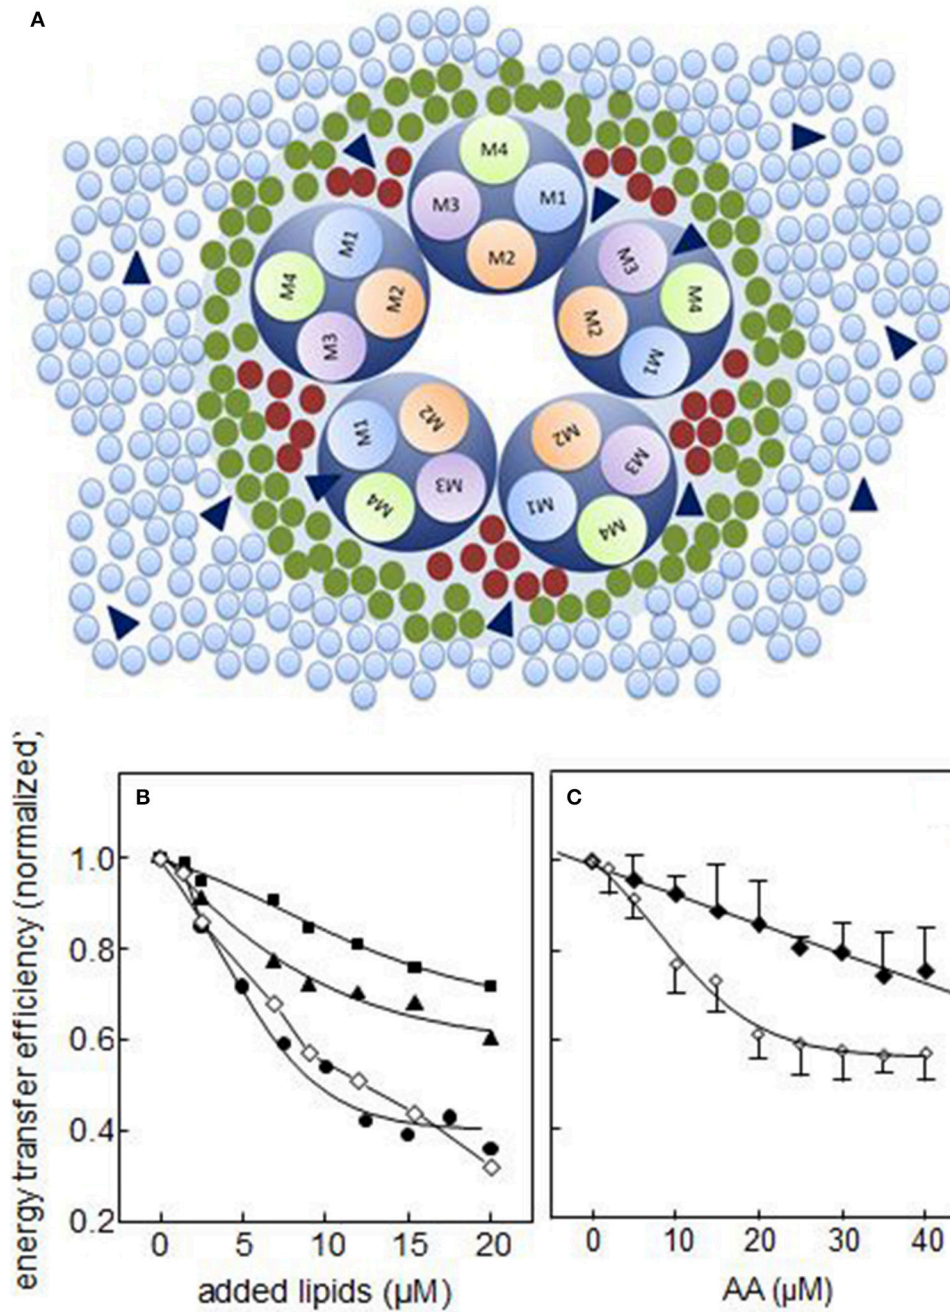 A
M4
M3
M1
M2
M1
M4
M2
M3
M3
M4
M2
M1
M2
M1
M3
M4
M2
M3
M1
M4
energy transfer efficiency (normalized)
B
1.0
0.8
0.6
0.4
0.2
0 5 10 15 20
added lipids (µM)
C
0 10 20 30 40
AA (µM)